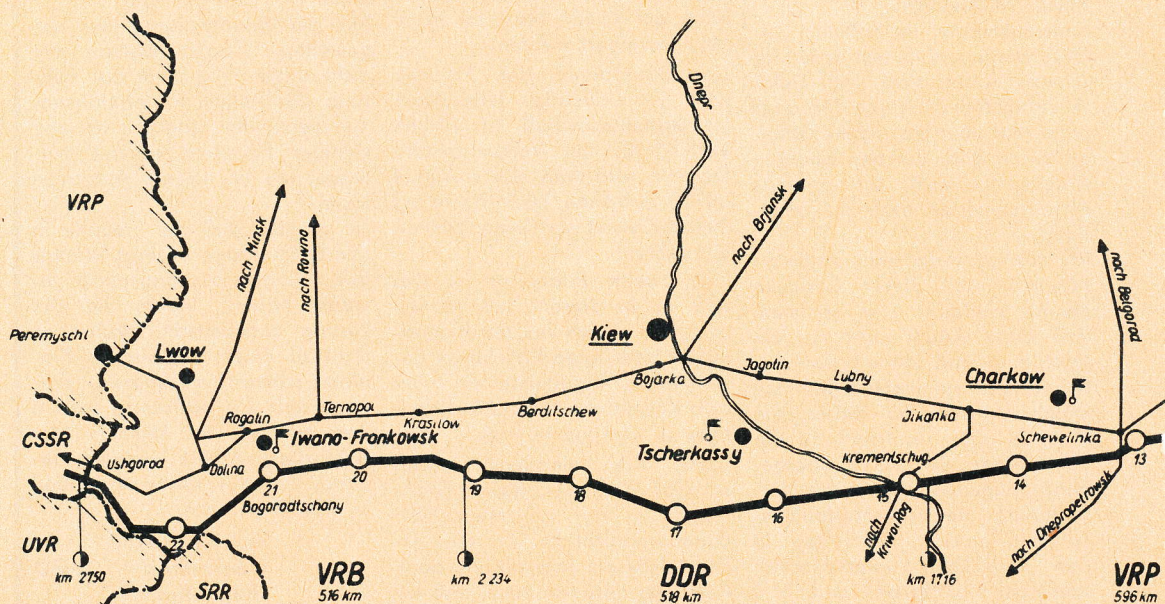 Dnepr
VRP
nach Minsk
nach Rowno
nach Brjansk
nach Belgorod
Peremyschl
Lwow
Kiew
Bojarka
Jagotin
Lubny
Charkow
Rogatin
Ternopol
Krasilow
Berditschew
Dikanka
Schewelinka
Iwano-Frankowsk
Tscherkassy
CSSR
Ushgorod
Dolina
Krementschug
21
20
19
18
17
16
15
14
13
Bogorodtschany
22
nach
Kriwoi Rog
nach Dnepropetrowsk
UVR
km 2750
SRR
VRB
516 km
km 2 234
DDR
518 km
km 1716
VRP
596 km